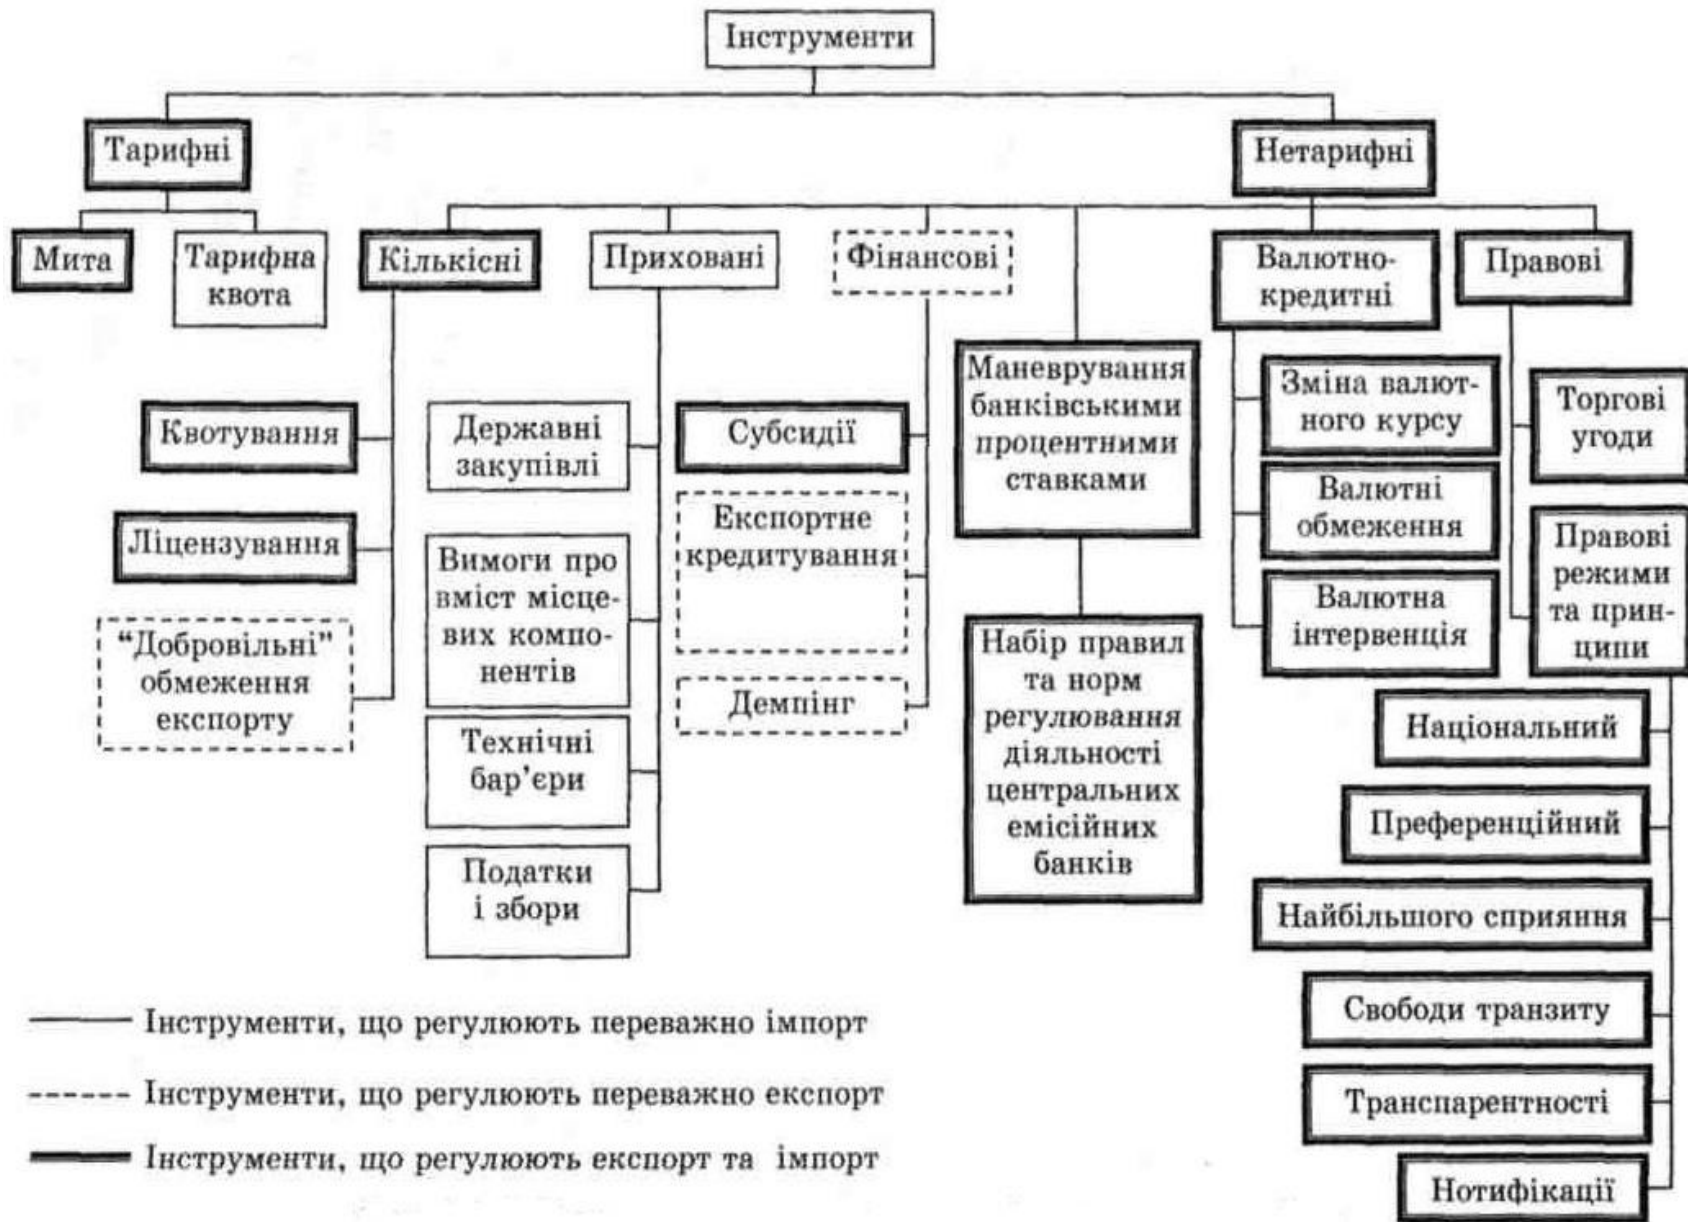 Інструменти
Тарифні
Нетарифні
Мита
Тарифна
квота
Кількісні
Приховані
Фінансові
Валютно-
кредитні
Правові
Квотування
Ліцензування
“Добровільні”
обмеження
експорту
Державні
закупівлі
Вимоги про
вміст місце-
вих компо-
нентів
Технічні
бар’єри
Податки
і збори
Субсидії
Експортне
кредитування
Демпінг
Маневрування
банківськими
процентними
ставками
Набір правил
та норм
регулювання
діяльності
центральних
емісійних
банків
Зміна валют-
ного курсу
Валютні
обмеження
Валютна
інтервенція
Торгові
угоди
Правові
режими
та прин-
ципи
Національний
Преференційний
Найбільшого сприяння
Свободи транзиту
Транспарентності
Нотифікації
Інструменти, що регулюють переважно імпорт
Інструменти, що регулюють переважно експорт
Інструменти, що регулюють експорт та імпорт